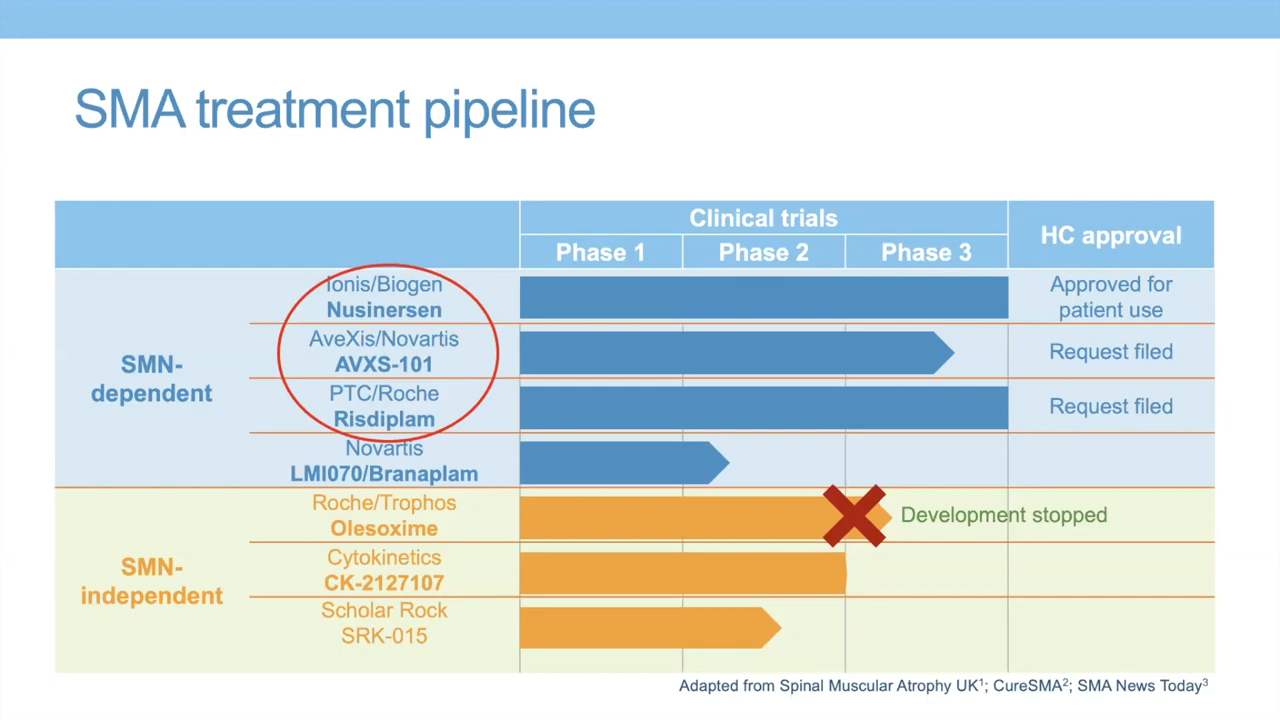 SMA treatment pipeline
Clinical trials
HC approval
Phase 1
Phase 2
Phase 3
SMN-
dependent
Ionis/Biogen
Nusinersen
Approved for
patient use
AveXis/Novartis
AVXS-101
Request filed
PTC/Roche
Risdiplam
Request filed
Novartis
LMI070/Branaplam
SMN-
independent
Roche/Trophos
Olesoxime
Development stopped
Cytokinetics
CK-2127107
Scholar Rock
SRK-015
Adapted from Spinal Muscular Atrophy UK¹; CureSMA²; SMA News Today³